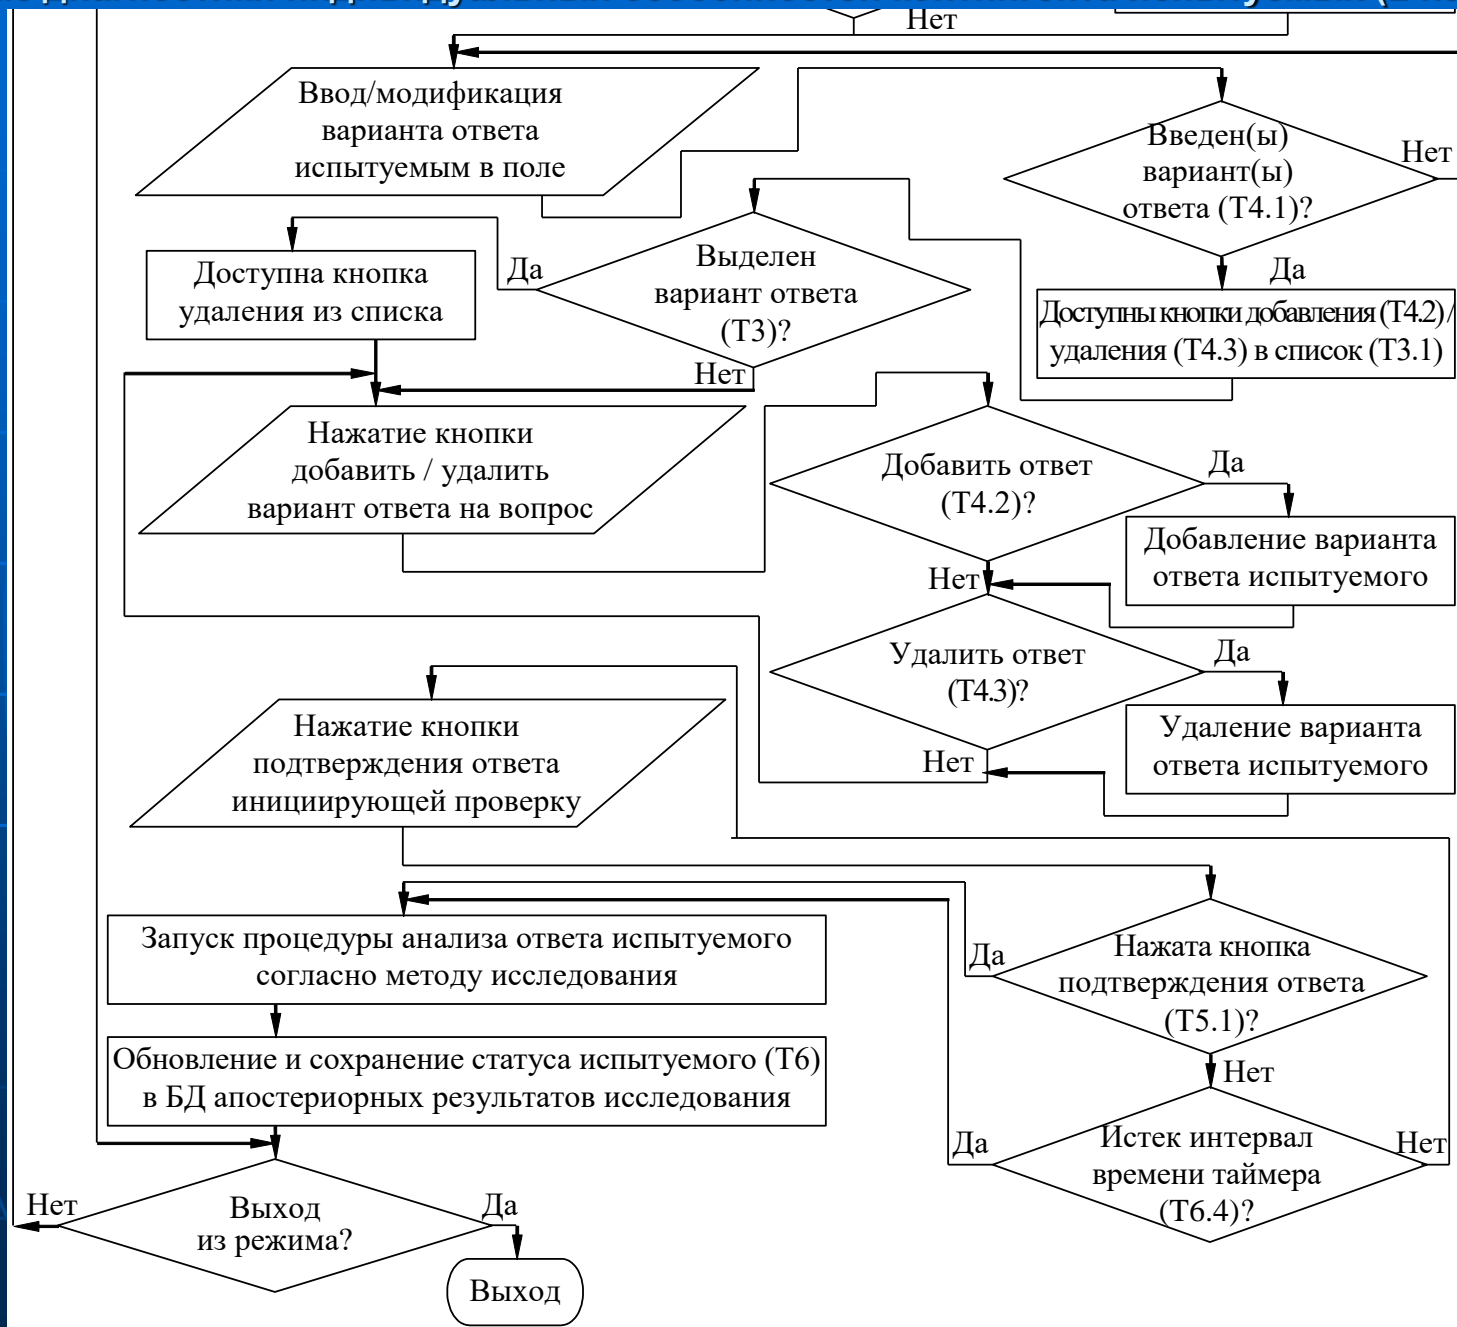 Нет
Ввод/модификация
варианта ответа
испытуемым в поле
Введен(ы)
вариант(ы)
ответа (Т4.1)?
Нет
Да
Доступна кнопка
удаления из списка
Да
Выделен
вариант ответа
(Т3)?
Нет
Доступны кнопки добавления (Т4.2) /
удаления (Т4.3) в список (Т3.1)
Нажатие кнопки
добавить / удалить
вариант ответа на вопрос
Добавить ответ
(Т4.2)?
Да
Нет
Добавление варианта
ответа испытуемого
Удалить ответ
(Т4.3)?
Да
Нет
Удаление варианта
ответа испытуемого
Нажатие кнопки
подтверждения ответа
инициирующей проверку
Запуск процедуры анализа ответа испытуемого
согласно методу исследования
Да
Нажата кнопка
подтверждения ответа
(Т5.1)?
Нет
Обновление и сохранение статуса испытуемого (Т6)
в БД апостериорных результатов исследования
Да
Истек интервал
времени таймера
(Т6.4)?
Нет
Нет
Выход
из режима?
Да
Выход